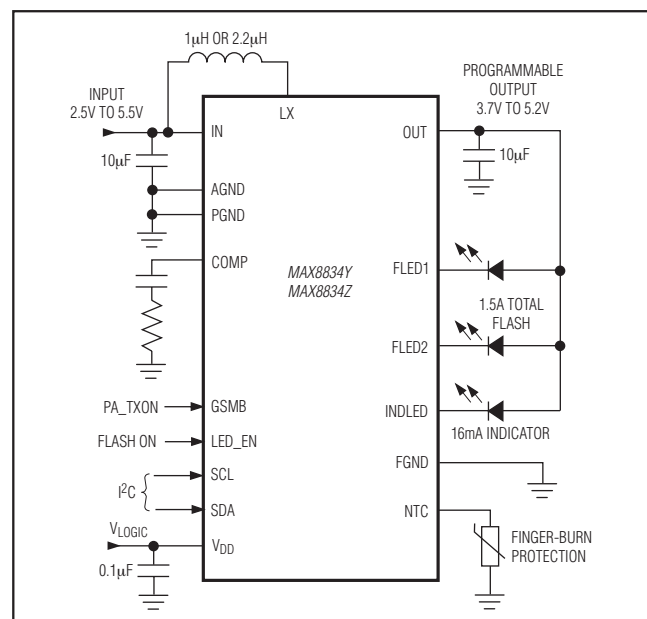 1μH OR 2.2μH
INPUT
2.5V TO 5.5V
PROGRAMMABLE
OUTPUT
3.7V TO 5.2V
LX
IN
OUT
10μF
10μF
AGND
PGND
COMP
MAX8834Y
MAX8834Z
FLED1
1.5A TOTAL
FLASH
FLED2
PA_TXON
GSMB
INDLED
16mA INDICATOR
FLASH ON
LED_EN
I²C
SCL
SDA
FGND
NTC
FINGER-BURN
PROTECTION
VLOGIC
VDD
0.1μF